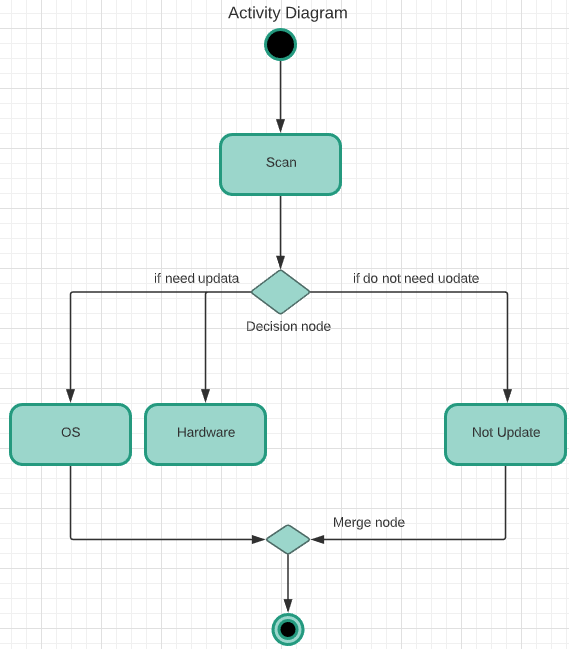 Activity Diagram
Scan
if need updata
if do not need uodate
Decision node
OS
Hardware
Not Update
Merge node